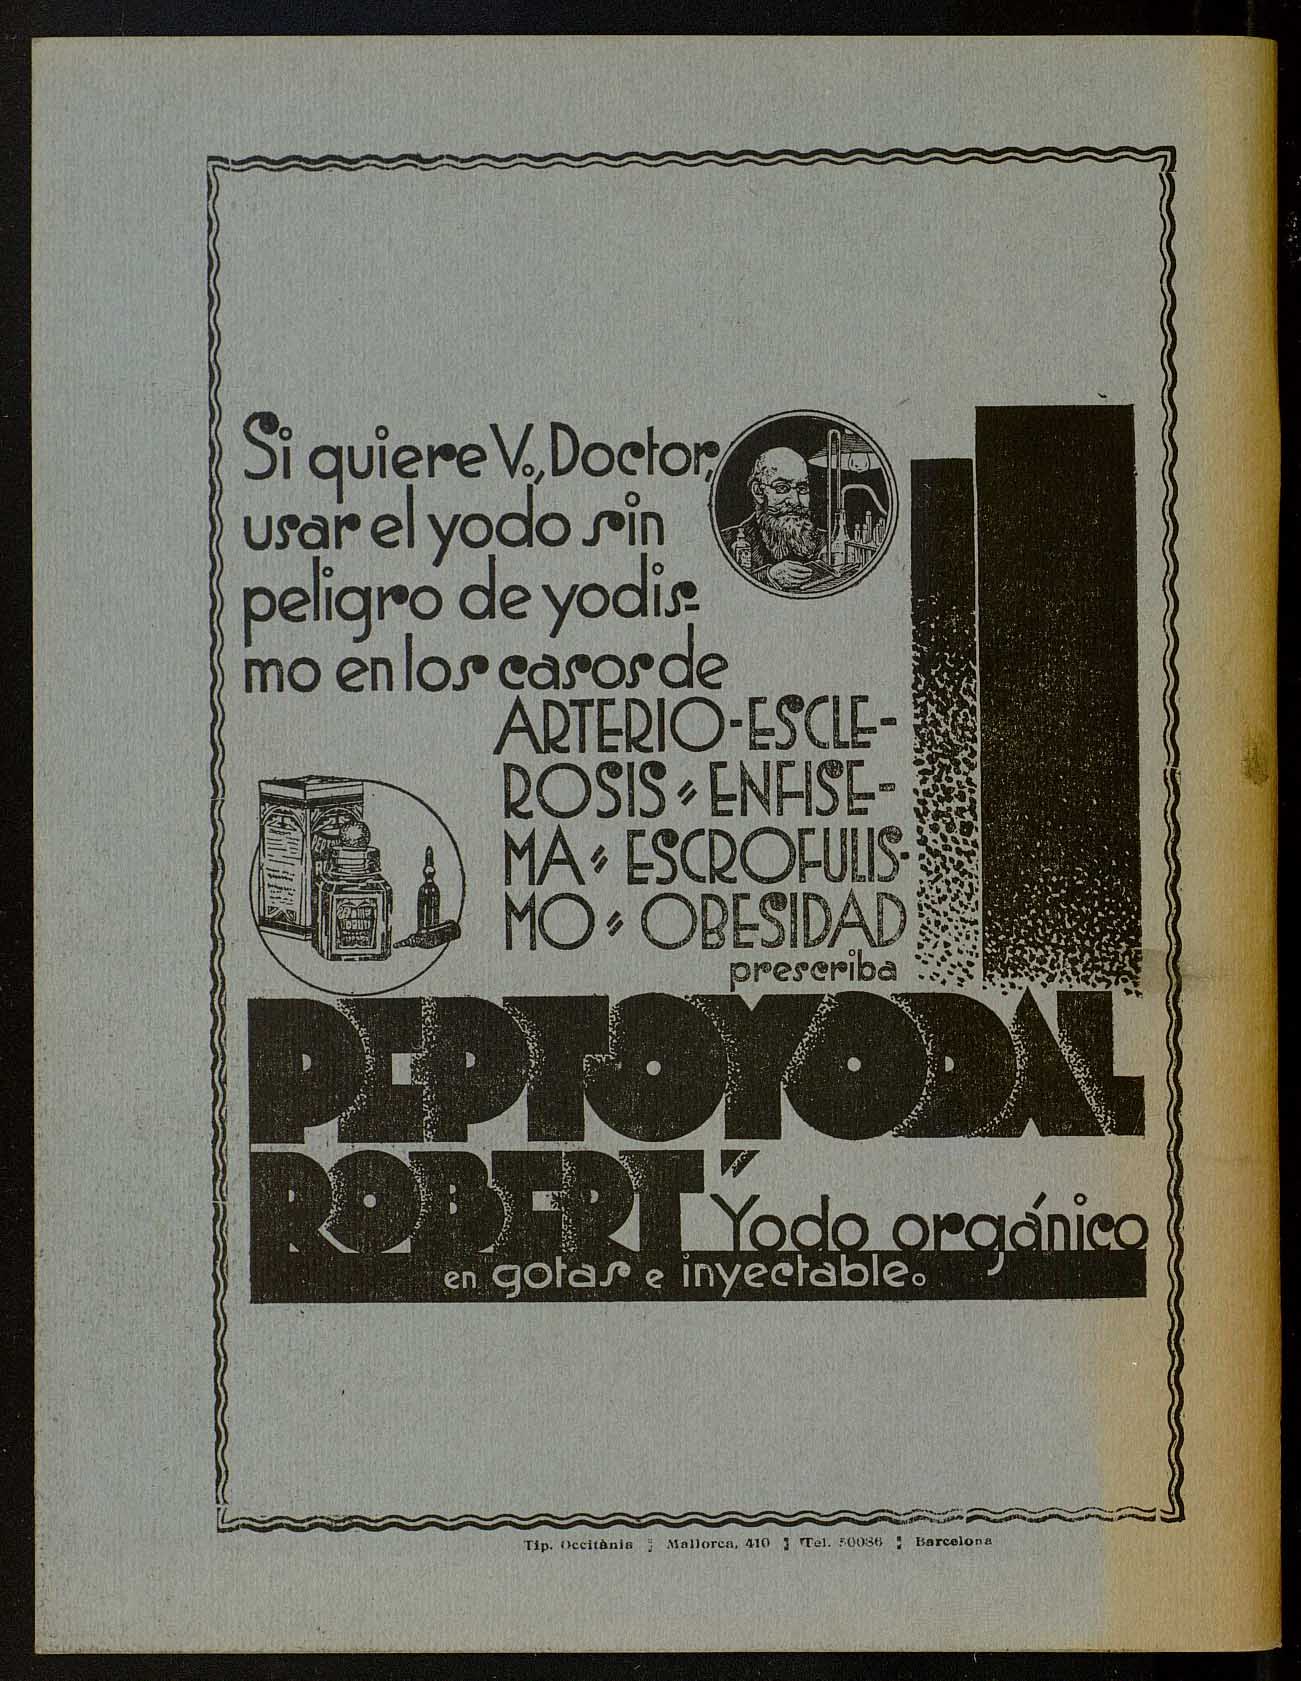 Si quiere V., Doctor,
usar el yodo sin
peligro de yodis-
mo en los casos de
ARTERIO-ESCLE-
ROSIS " ENFISE-
MA " ESCROFULIS-
MO " OBESIDAD
prescriba
PEPTOYODAL
ROBERT" Yodo orgánico
en gotas e inyectable.
Tip. Occitània : Mallorca, 410 : Tel. 50086 : Barcelona